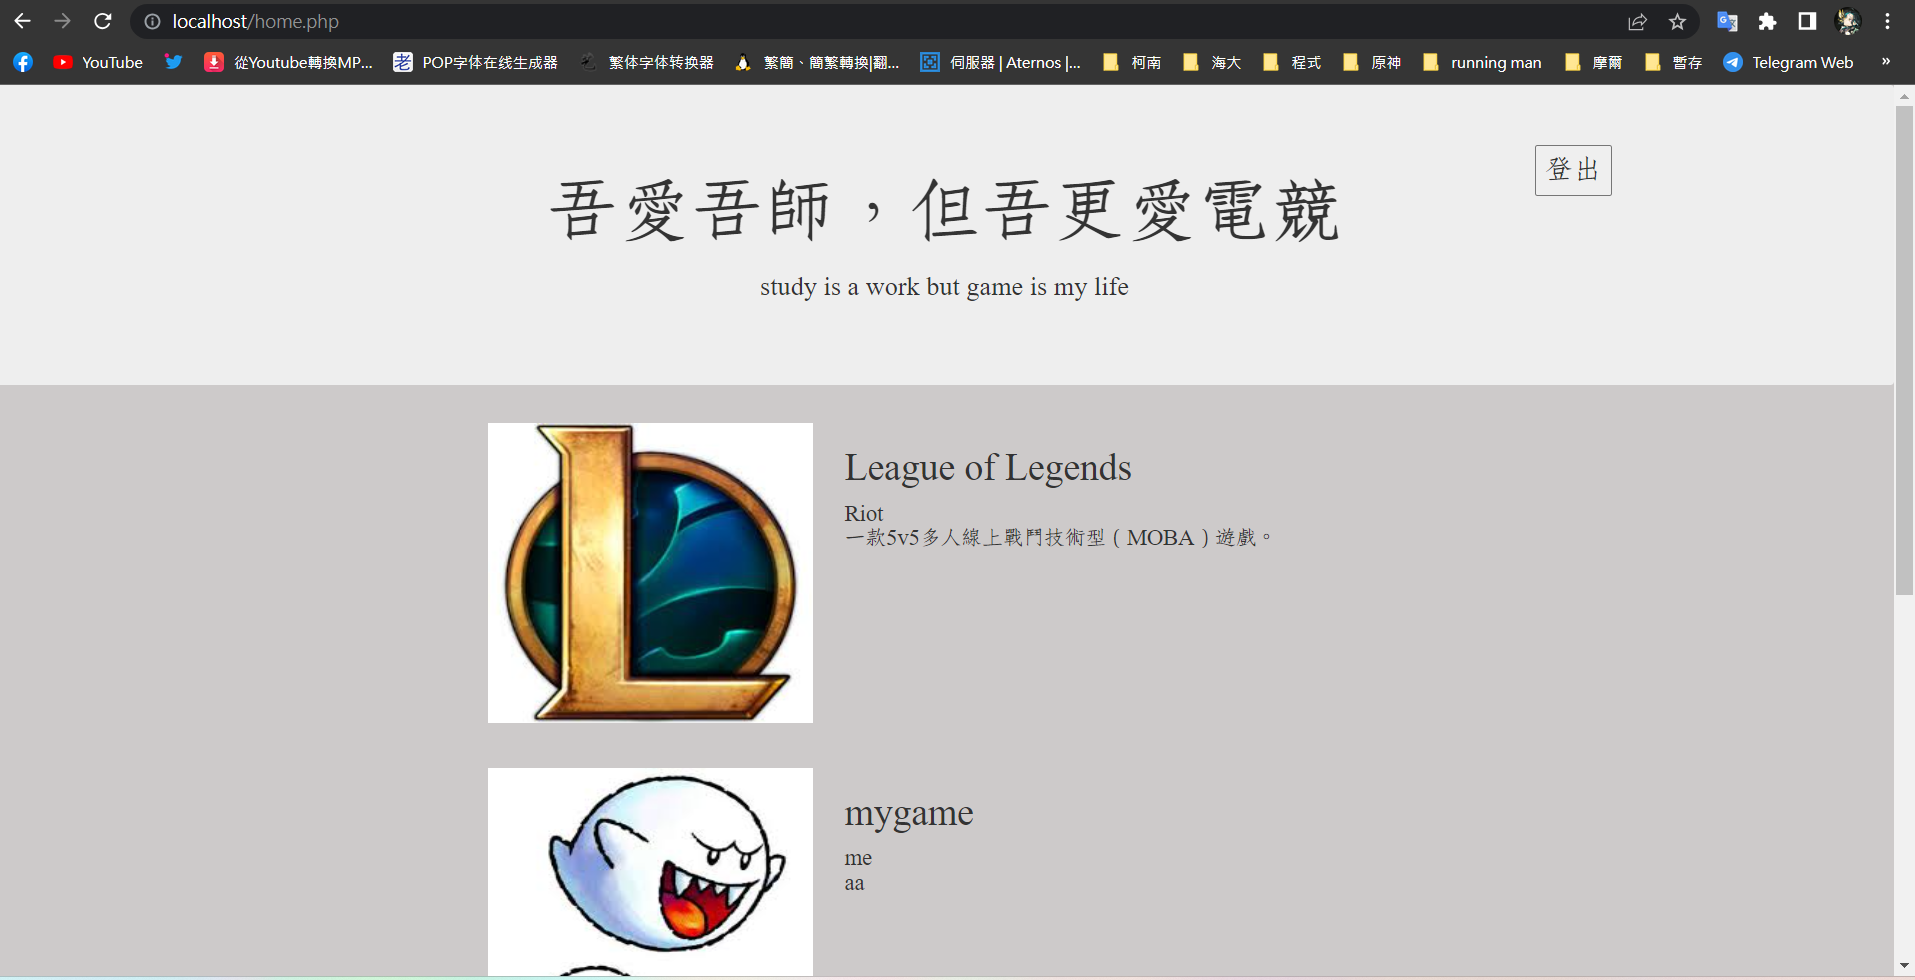 localhost/home.php
YouTube
從Youtube轉換MP...
POP字体在线生成器
繁体字体转换器
繁簡、簡繁轉換|翻...
伺服器 | Aternos |...
柯南
海大
程式
原神
running man
摩爾
暫存
Telegram Web
»
登出
吾愛吾師，但吾更愛電競
study is a work but game is my life
League of Legends
Riot
一款5v5多人線上戰鬥技術型（MOBA）遊戲。
mygame
me
aa